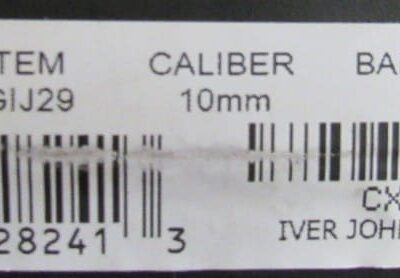 TEM CALIBER BA
GIJ29 10mm
28241 3
CX
IVER JOH